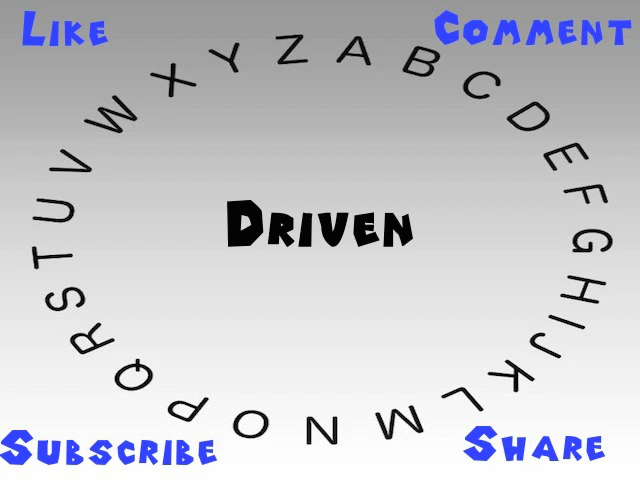 Like
Comment
A B C D E F G H I J K L M N O P Q R S T U V W X Y Z
Driven
Subscribe
Share